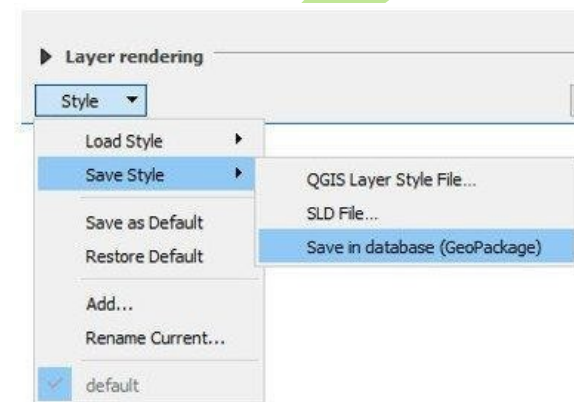 Layer rendering
Style
Load Style
Save Style
QGIS Layer Style File...
SLD File...
Save in database (GeoPackage)
Save as Default
Restore Default
Add...
Rename Current...
default